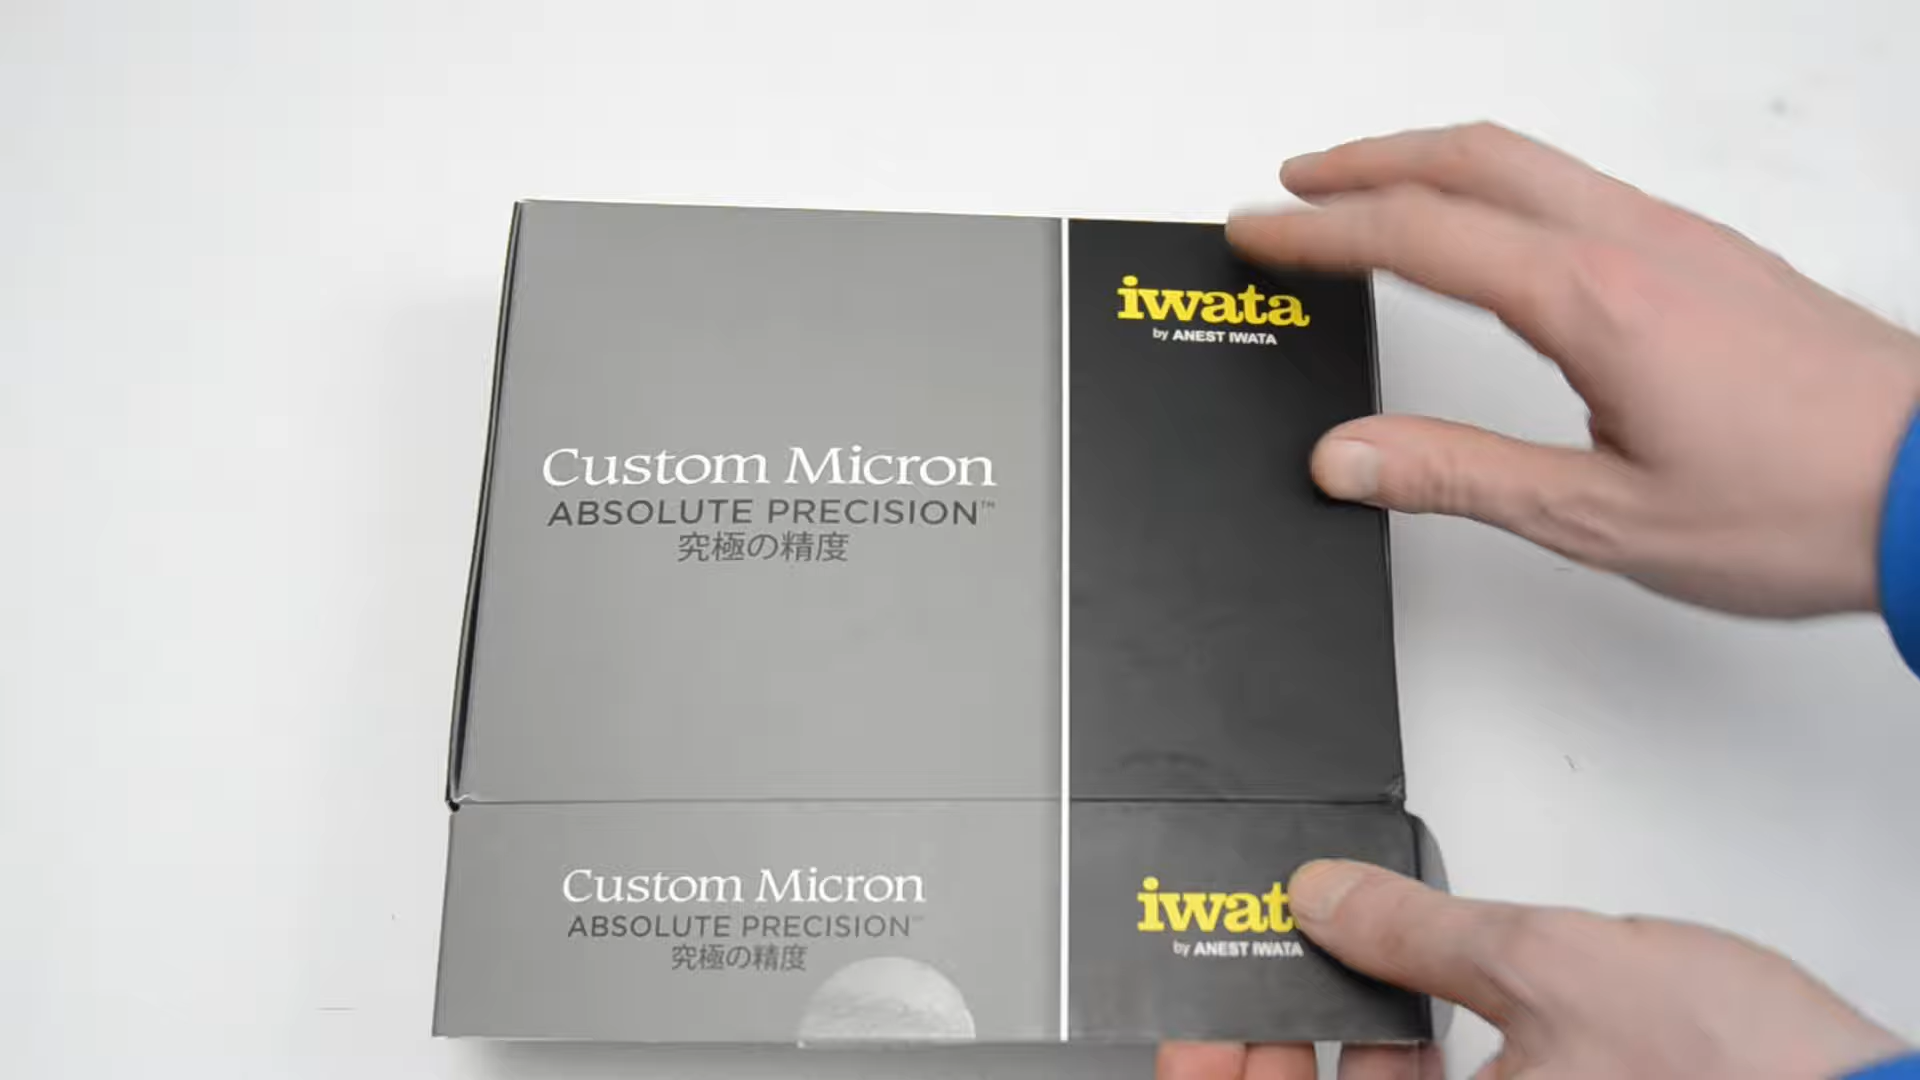 iwata
by ANEST IWATA
Custom Micron
ABSOLUTE PRECISION™
究極の精度
Custom Micron
ABSOLUTE PRECISION™
究極の精度
iwat
by ANEST IWATA